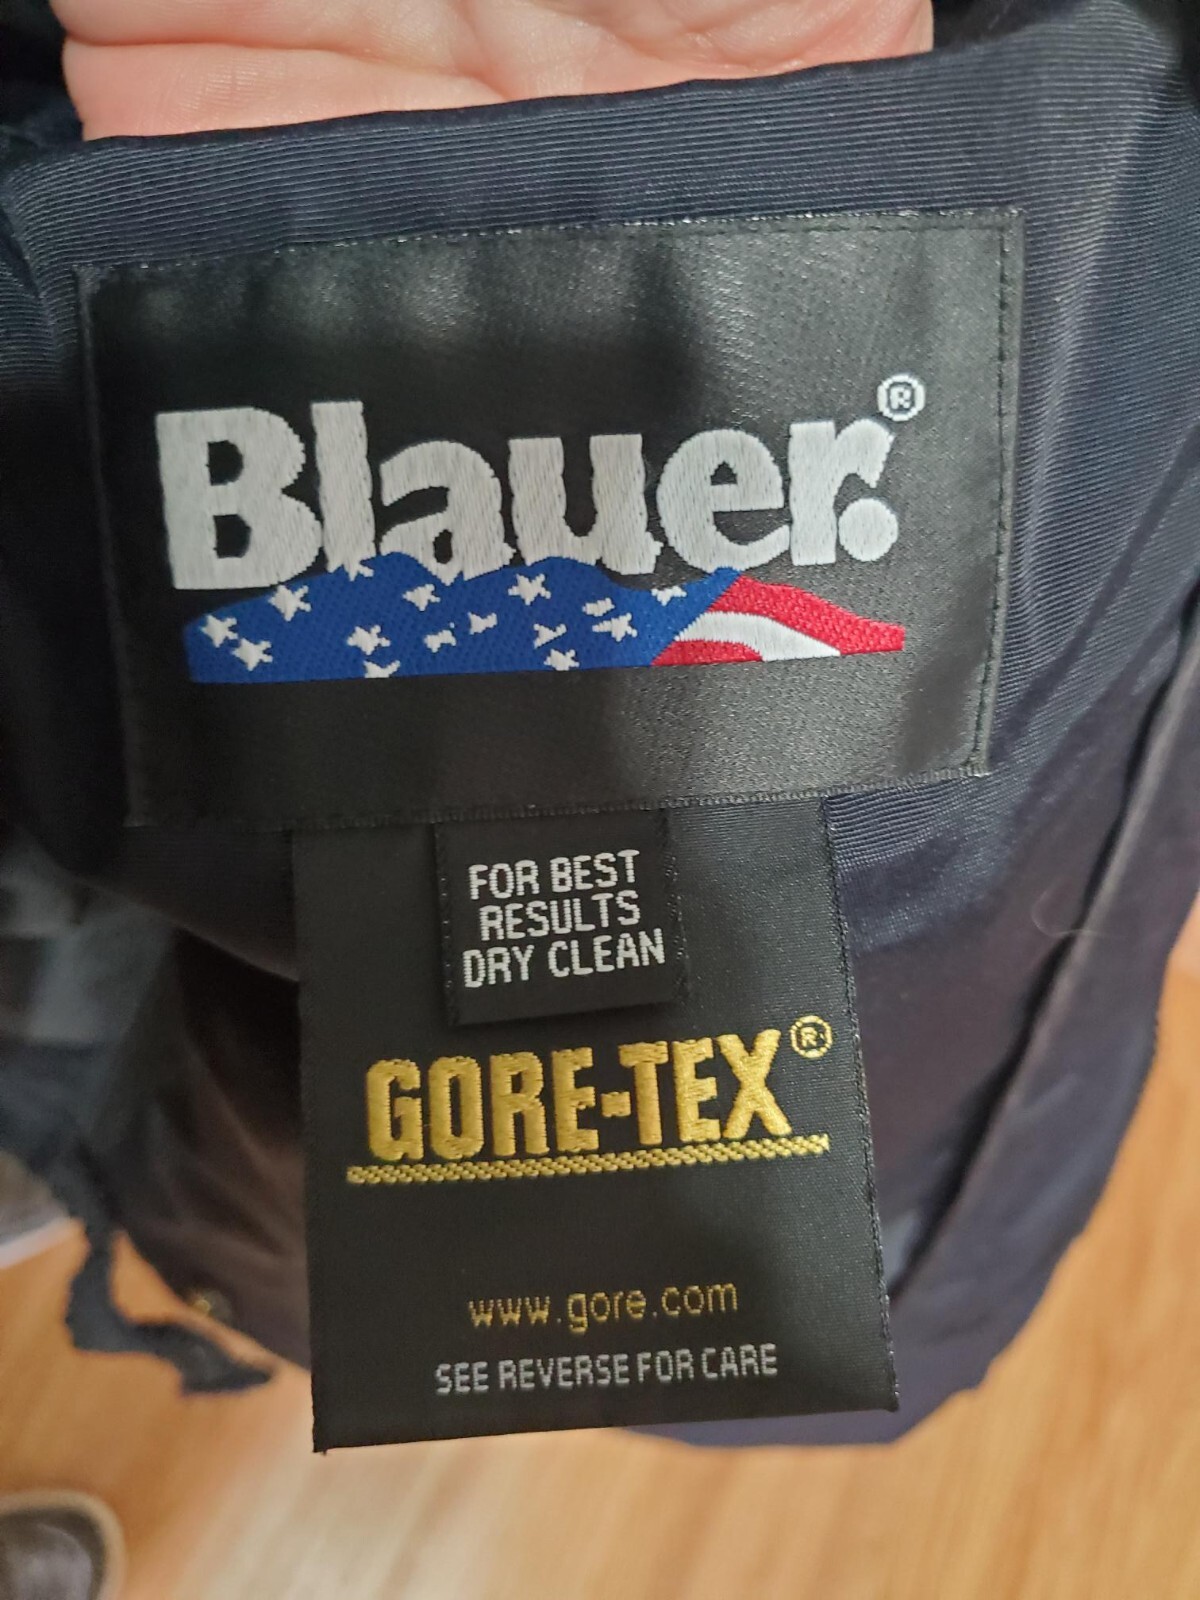 Blauer.®
FOR BEST
RESULTS
DRY CLEAN
GORE-TEX®
www.gore.com
SEE REVERSE FOR CARE